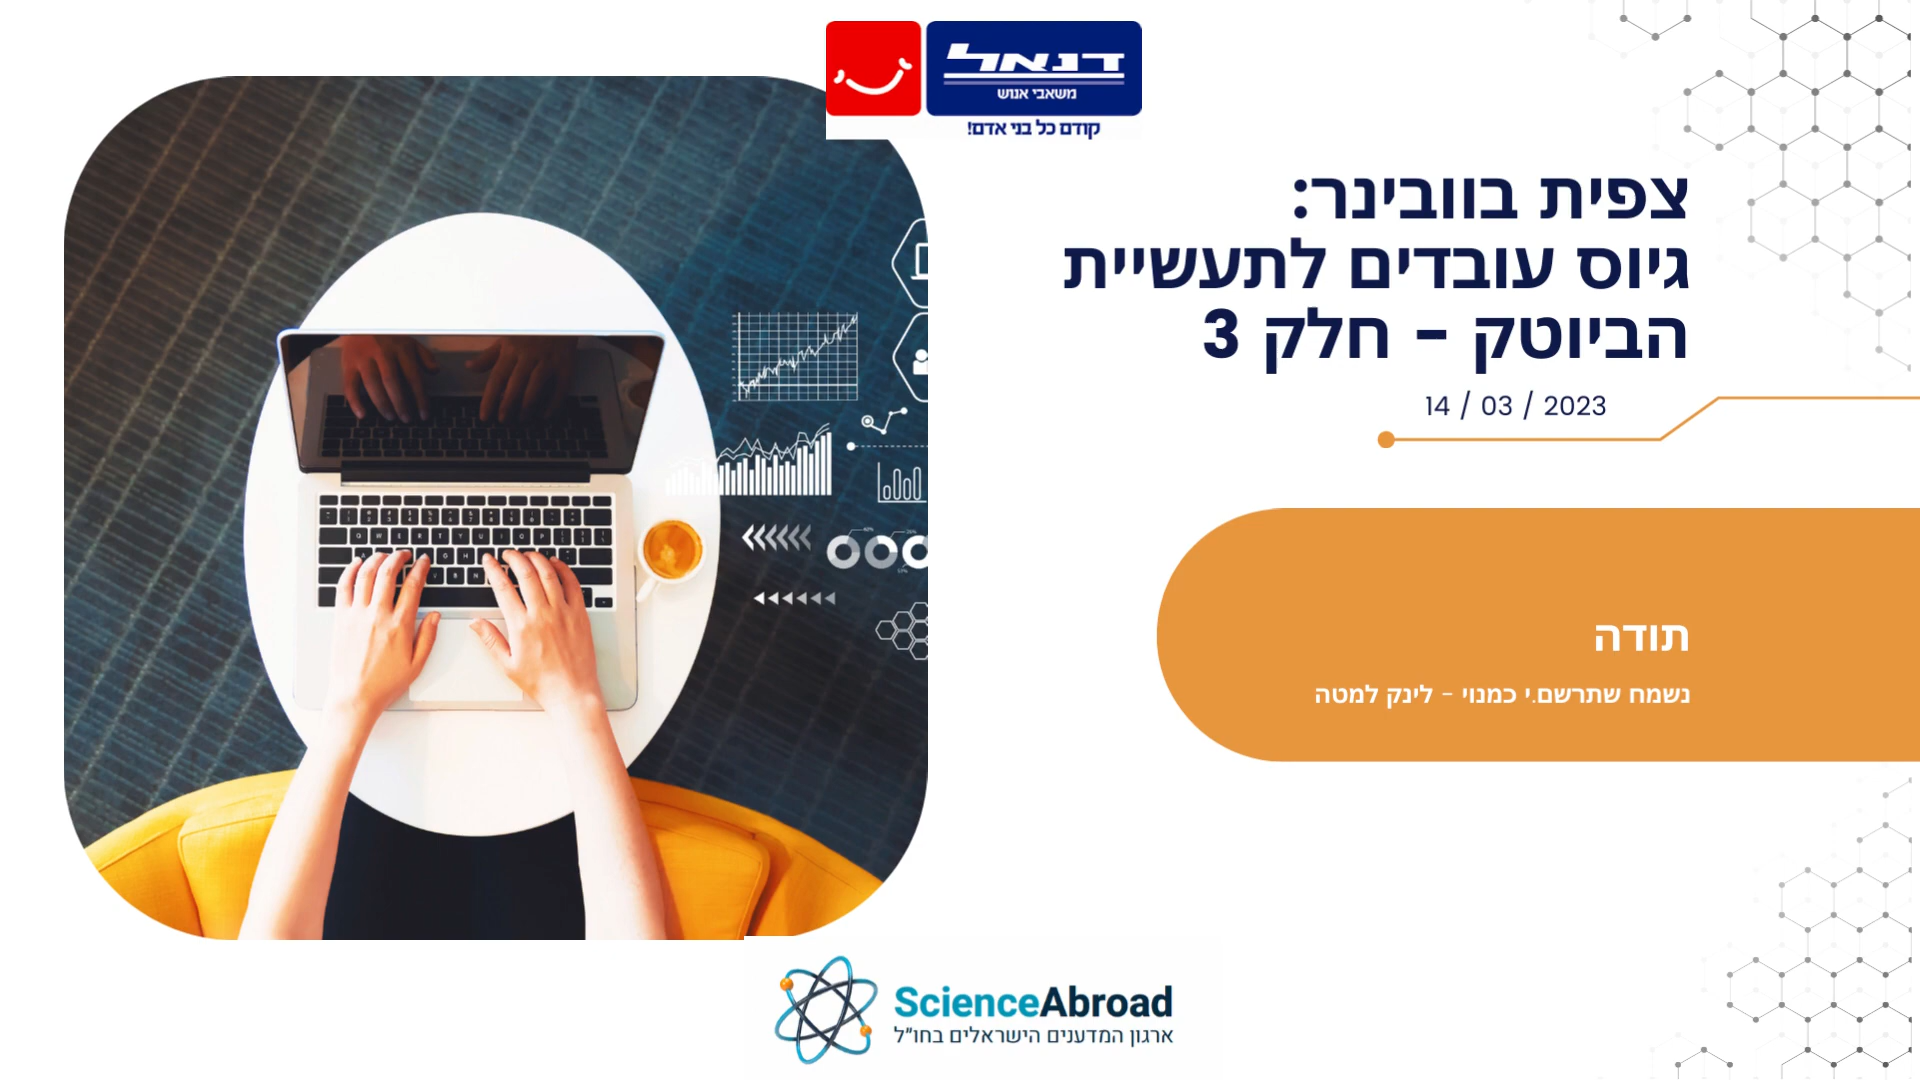 דנאל
משאבי אנוש
קודם כל בני אדם!
צפית בוובינר:
גיוס עובדים לתעשיית
הביוטק - חלק 3
14 / 03 / 2023
תודה
נשמח שתרשם.י כמנוי - לינק למטה
ScienceAbroad
ארגון המדענים הישראלים בחו"ל